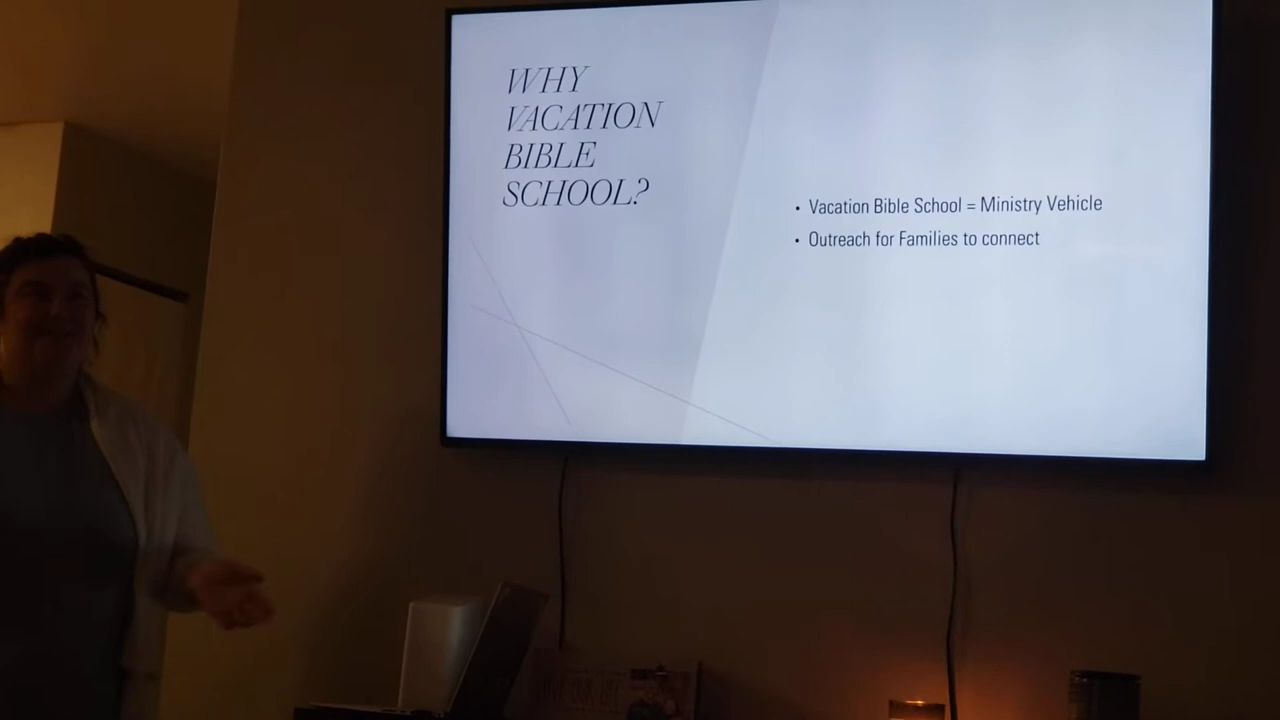 WHY
VACATION
BIBLE
SCHOOL?
• Vacation Bible School = Ministry Vehicle
• Outreach for Families to connect